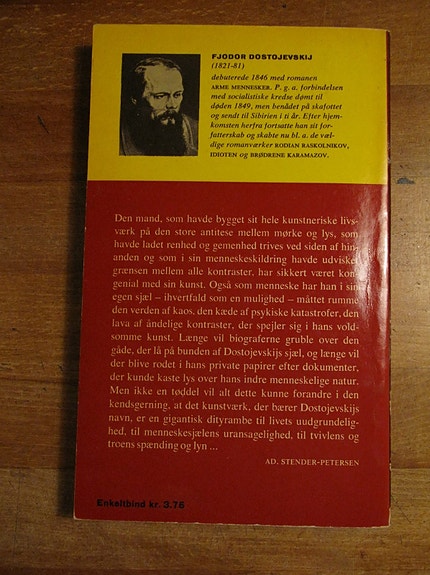 FJODOR DOSTOJEVSKIJ
(1821-81)
debuterede 1846 med romanen
ARME MENNESKER. P. g. a. forbindelsen
med socialistiske kredse dømt til
døden 1849, men benådet på skafottet
og sendt til Sibirien i ti år. Efter hjem-
komsten herfra fortsatte han sit for-
fatterskab og skabte nu bl. a. de væl-
dige romanværker RODIAN RASKOLNIKOV,
IDIOTEN og BRØDRENE KARAMAZOV.
Den mand, som havde bygget sit hele kunstneriske livs-
værk på den store antitese mellem mørke og lys, som
havde ladet renhed og gemenhed trives ved siden af hin-
anden og som i sin menneskeskildring havde udvisket
grænsen mellem alle kontraster, har sikkert været kon-
genial med sin kunst. Også som menneske har han i sin
egen sjæl – ihvertfald som en mulighed – måttet rumme
den verden af kaos, den kæde af psykiske katastrofer, den
lava af åndelige kontraster, der spejler sig i hans vold-
somme kunst. Længe vil biograferne gruble over den
gåde, der lå på bunden af Dostojevskijs sjæl, og længe vil
der blive rodet i hans private papirer efter dokumenter,
der kunde kaste lys over hans indre menneskelige natur.
Men ikke en tøddel vil alt dette kunne forandre i den
kendsgerning, at det kunstværk, der bærer Dostojevskijs
navn, er en gigantisk dityrambe til livets uudgrundelig-
hed, til menneskesjælens uransagelighed, til tvivlens og
troens spænding og lyn ...
AD. STENDER-PETERSEN
Enkeltbind kr. 3.75